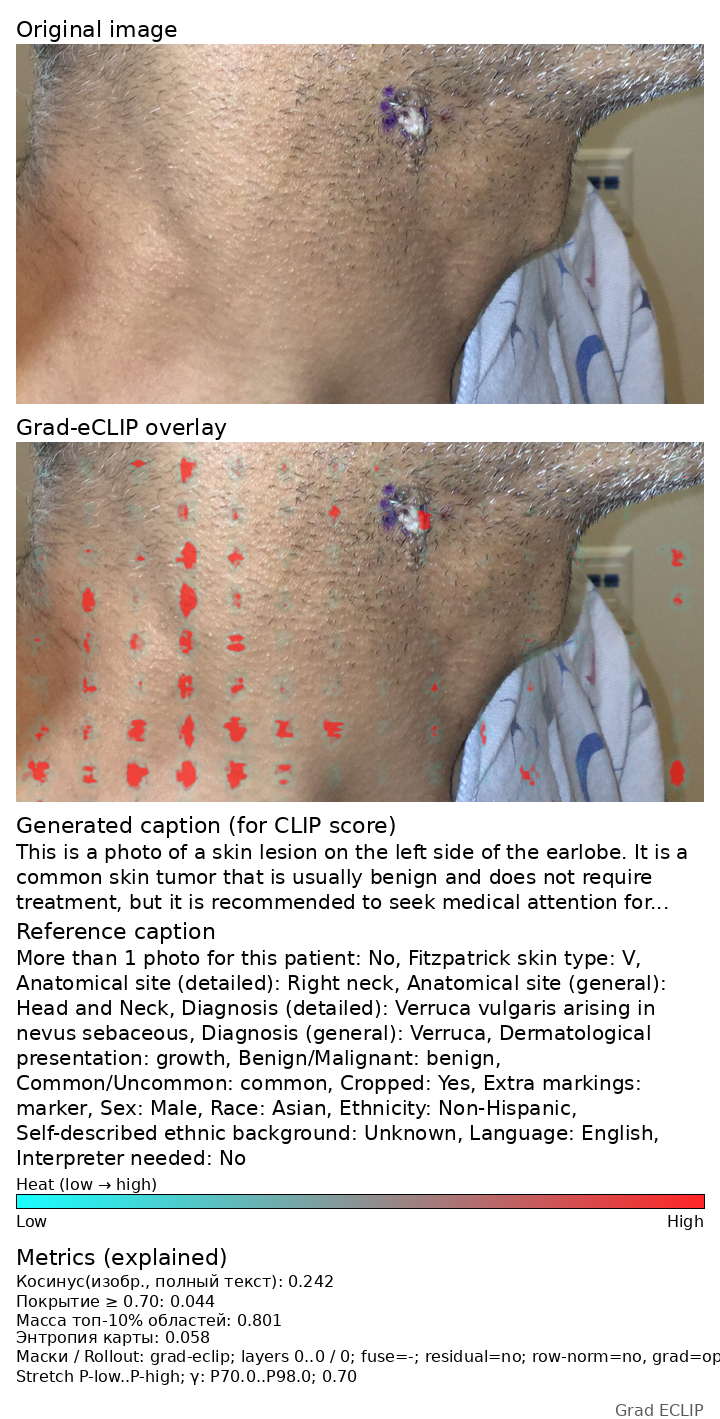 Original image
Grad-eCLIP overlay
Generated caption (for CLIP score)
This is a photo of a skin lesion on the left side of the earlobe. It is a
common skin tumor that is usually benign and does not require
treatment, but it is recommended to seek medical attention for...
Reference caption
More than 1 photo for this patient: No, Fitzpatrick skin type: V,
Anatomical site (detailed): Right neck, Anatomical site (general):
Head and Neck, Diagnosis (detailed): Verruca vulgaris arising in
nevus sebaceous, Diagnosis (general): Verruca, Dermatological
presentation: growth, Benign/Malignant: benign,
Common/Uncommon: common, Cropped: Yes, Extra markings:
marker, Sex: Male, Race: Asian, Ethnicity: Non-Hispanic,
Self-described ethnic background: Unknown, Language: English,
Interpreter needed: No
Heat (low → high)
Low High
Metrics (explained)
Косинус(изобр., полный текст): 0.242
Покрытие ≥ 0.70: 0.044
Масса топ-10% областей: 0.801
Энтропия карты: 0.058
Маски / Rollout: grad-eclip; layers 0..0 / 0; fuse=-; residual=no; row-norm=no, grad=op
Stretch P-low..P-high; γ: P70.0..P98.0; 0.70
Grad ECLIP